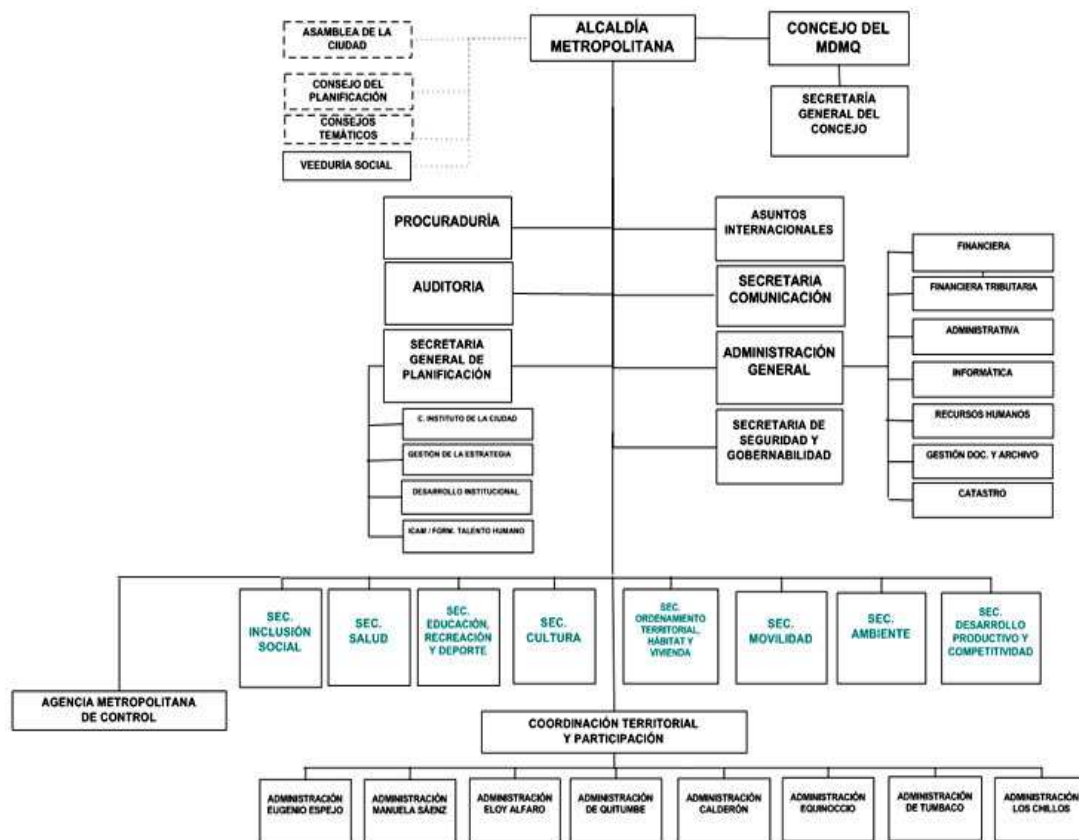 ALCALDÍA
METROPOLITANA
CONCEJO DEL
MDMQ
SECRETARÍA
GENERAL DEL
CONCEJO
ASAMBLEA DE LA
CIUDAD
CONSEJO DEL
PLANIFICACIÓN
CONSEJOS
TEMÁTICOS
VEEDURÍA SOCIAL
PROCURADURÍA
ASUNTOS
INTERNACIONALES
AUDITORIA
SECRETARIA
COMUNICACIÓN
SECRETARIA
GENERAL DE
PLANIFICACIÓN
ADMINISTRACIÓN
GENERAL
SECRETARIA DE
SEGURIDAD Y
GOBERNABILIDAD
C. INSTITUTO DE LA CIUDAD
GESTIÓN DE LA ESTRATEGIA
DESARROLLO INSTITUCIONAL
ICAM / FORM. TALENTO HUMANO
FINANCIERA
FINANCIERA TRIBUTARIA
ADMINISTRATIVA
INFORMÁTICA
RECURSOS HUMANOS
GESTIÓN DOC. Y ARCHIVO
CATASTRO
SEC.
INCLUSIÓN
SOCIAL
SEC.
SALUD
SEC.
EDUCACIÓN,
RECREACIÓN
Y DEPORTE
SEC.
CULTURA
SEC.
ORDENAMIENTO
TERRITORIAL,
HÁBITAT Y
VIVIENDA
SEC.
MOVILIDAD
SEC.
AMBIENTE
SEC.
DESARROLLO
PRODUCTIVO Y
COMPETITIVIDAD
AGENCIA METROPOLITANA
DE CONTROL
COORDINACIÓN TERRITORIAL
Y PARTICIPACIÓN
ADMINISTRACIÓN
EUGENIO ESPEJO
ADMINISTRACIÓN
MANUELA SÁENZ
ADMINISTRACIÓN
ELOY ALFARO
ADMINISTRACIÓN
DE QUITUMBE
ADMINISTRACIÓN
CALDERÓN
ADMINISTRACIÓN
EQUINOCCIO
ADMINISTRACIÓN
DE TUMBACO
ADMINISTRACIÓN
LOS CHILLOS